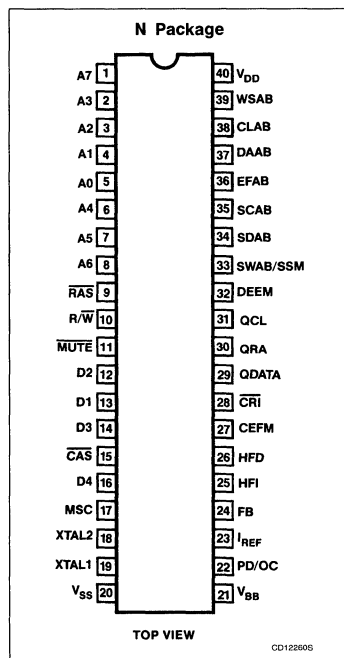 N Package
A7 1 40 VDD
A3 2 39 WSAB
A2 3 38 CLAB
A1 4 37 DAAB
A0 5 36 EFAB
A4 6 35 SCAB
A5 7 34 SDAB
A6 8 33 SWAB/SSM
R̅A̅S̅ 9 32 DEEM
R/W̅ 10 31 QCL
M̅U̅T̅E̅ 11 30 QRA
D2 12 29 QDATA
D1 13 28 C̅R̅I̅
D3 14 27 CEFM
C̅A̅S̅ 15 26 HFD
D4 16 25 HFI
MSC 17 24 FB
XTAL2 18 23 IREF
XTAL1 19 22 PD/OC
VSS 20 21 VBB
TOP VIEW
CD12260S